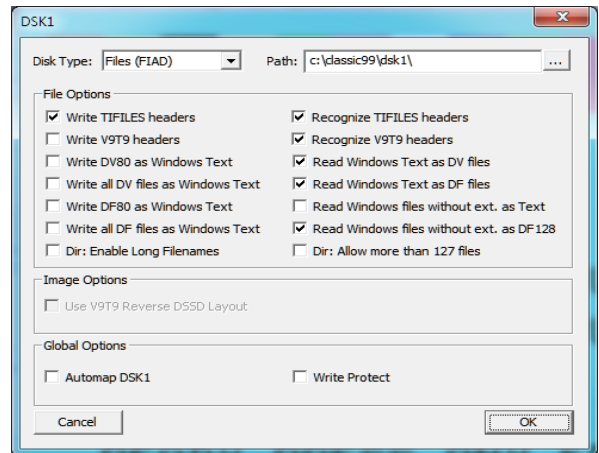 DSK1
Disk Type: Files (FIAD) Path: c:\classic99\dsk1\ ...
File Options
Write TIFILES headers Recognize TIFILES headers
Write V9T9 headers Recognize V9T9 headers
Write DV80 as Windows Text Read Windows Text as DV files
Write all DV files as Windows Text Read Windows Text as DF files
Write DF80 as Windows Text Read Windows files without ext. as Text
Write all DF files as Windows Text Read Windows files without ext. as DF128
Dir: Enable Long Filenames Dir: Allow more than 127 files
Image Options
Use V9T9 Reverse DSSD Layout
Global Options
Automap DSK1 Write Protect
Cancel OK